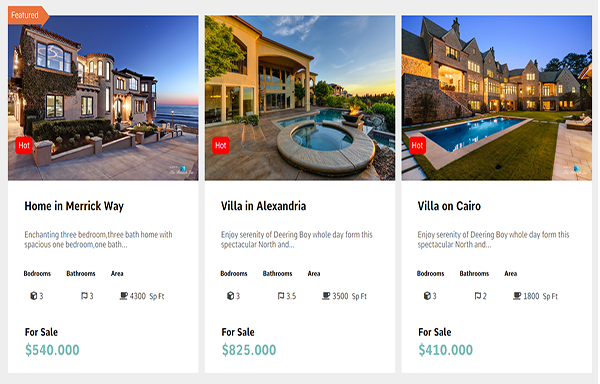 Featured
Hot
Home in Merrick Way
Enchanting three bedroom,three bath home with
spacious one bedroom,one bath...
Bodrooms Bathrooms Area
3 3 4300 Sp Ft
For Sale
$540.000
Hot
Villa in Alexandria
Enjoy serenity of Deering Boy whole day form this
spectacular North and...
Bodrooms Bathrooms Area
3 3.5 3500 Sp Ft
For Sale
$825.000
Hot
Villa on Cairo
Enjoy serenity of Deering Boy whole day form this
spectacular North and...
Bodrooms Bathrooms Area
3 2 1800 Sp Ft
For Sale
$410.000